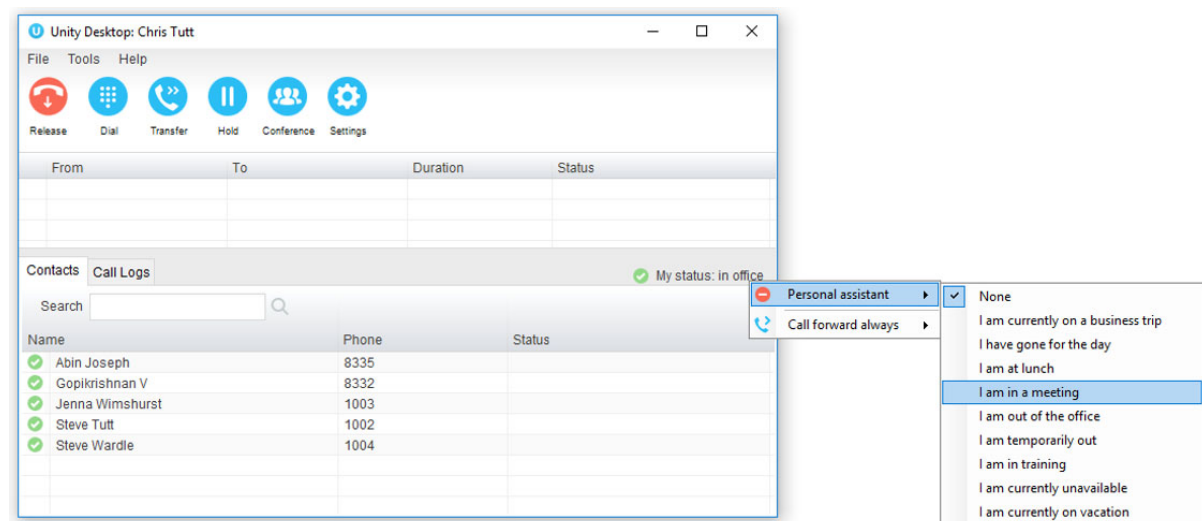 Unity Desktop: Chris Tutt
File Tools Help
Release Dial Transfer Hold Conference Settings
From To Duration Status
Contacts Call Logs My status: in office
Search
Name Phone Status
Abin Joseph 8335
Gopikrishnan V 8332
Jenna Wimshurst 1003
Steve Tutt 1002
Steve Wardle 1004
Personal assistant
Call forward always
None
I am currently on a business trip
I have gone for the day
I am at lunch
I am in a meeting
I am out of the office
I am temporarily out
I am in training
I am currently unavailable
I am currently on vacation